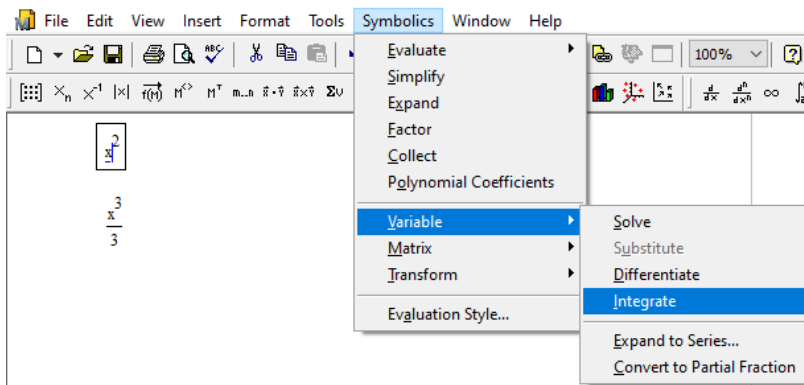 File Edit View Insert Format Tools Symbolics Window Help
100%
Evaluate
Simplify
Expand
Factor
Collect
Polynomial Coefficients
Variable
Matrix
Transform
Evaluation Style...
Solve
Substitute
Differentiate
Integrate
Expand to Series...
Convert to Partial Fraction
x²
x³
3